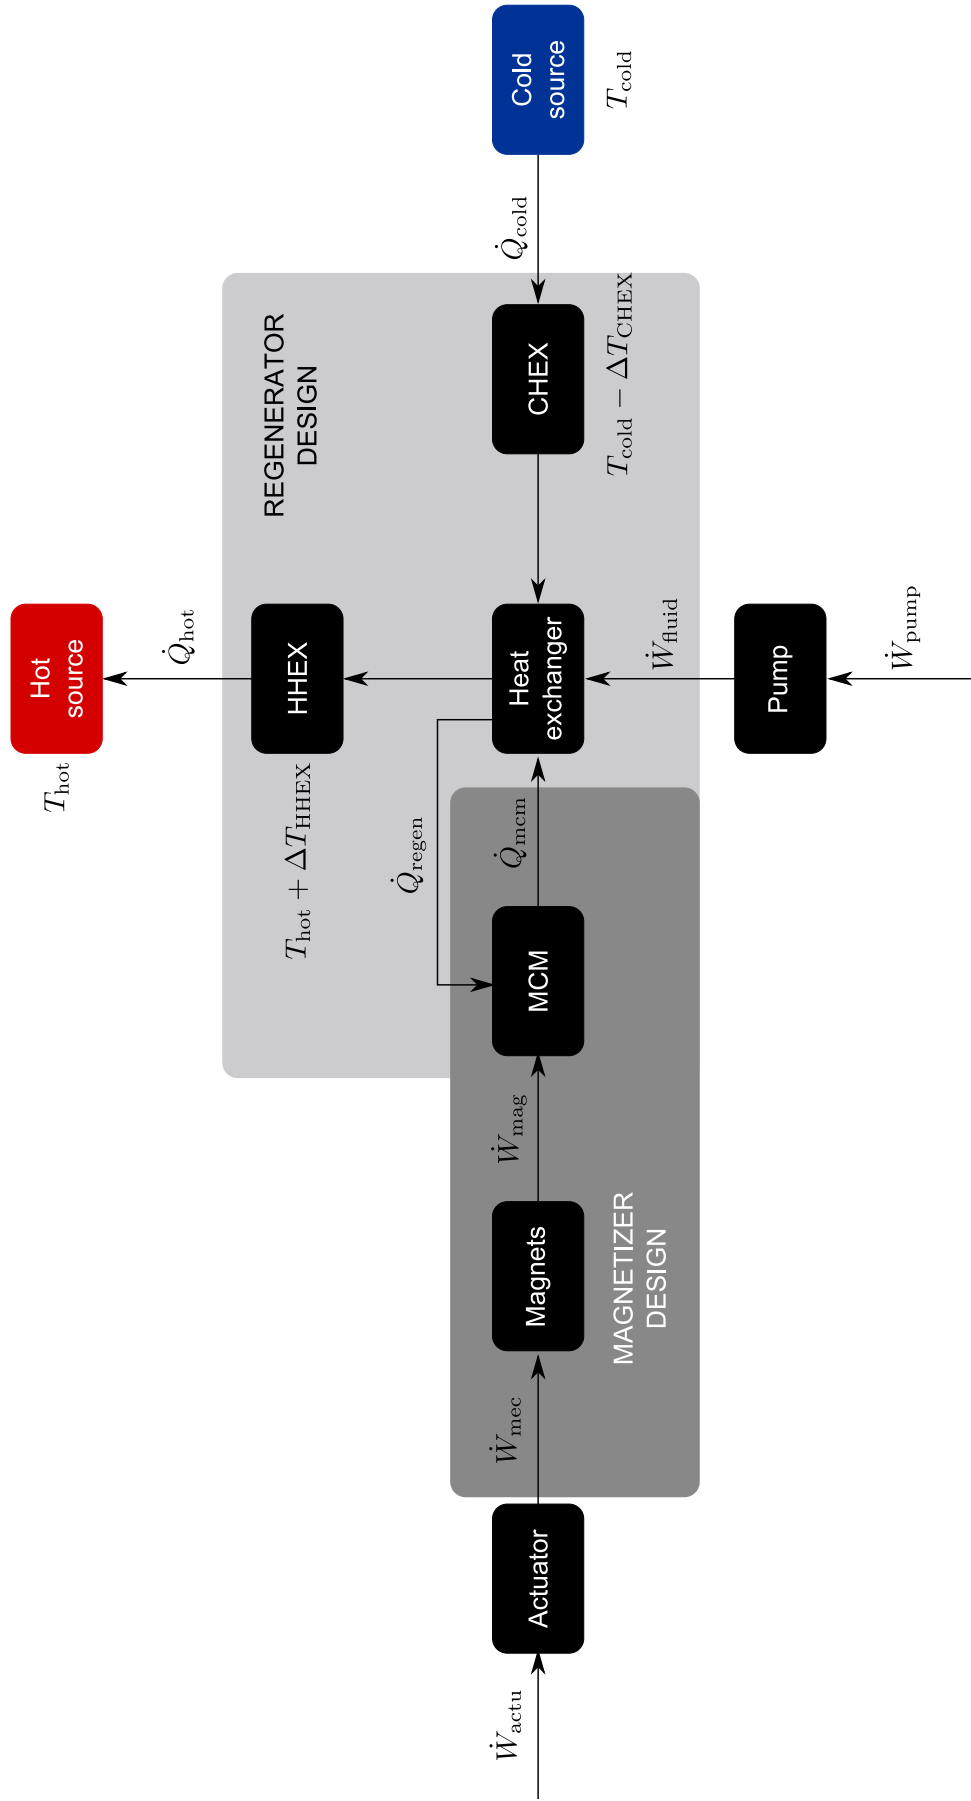 Ẇ_actu
Actuator
Ẇ_mec
Magnets
MAGNETIZER
DESIGN
Ẇ_mag
MCM
Q̇_regen
Q̇_mcm
T_hot + ΔT_HHEX
T_hot
Hot
source
Q̇_hot
HHEX
Heat
exchanger
Ẇ_fluid
Pump
Ẇ_pump
REGENERATOR
DESIGN
CHEX
T_cold − ΔT_CHEX
Q̇_cold
Cold
source
T_cold